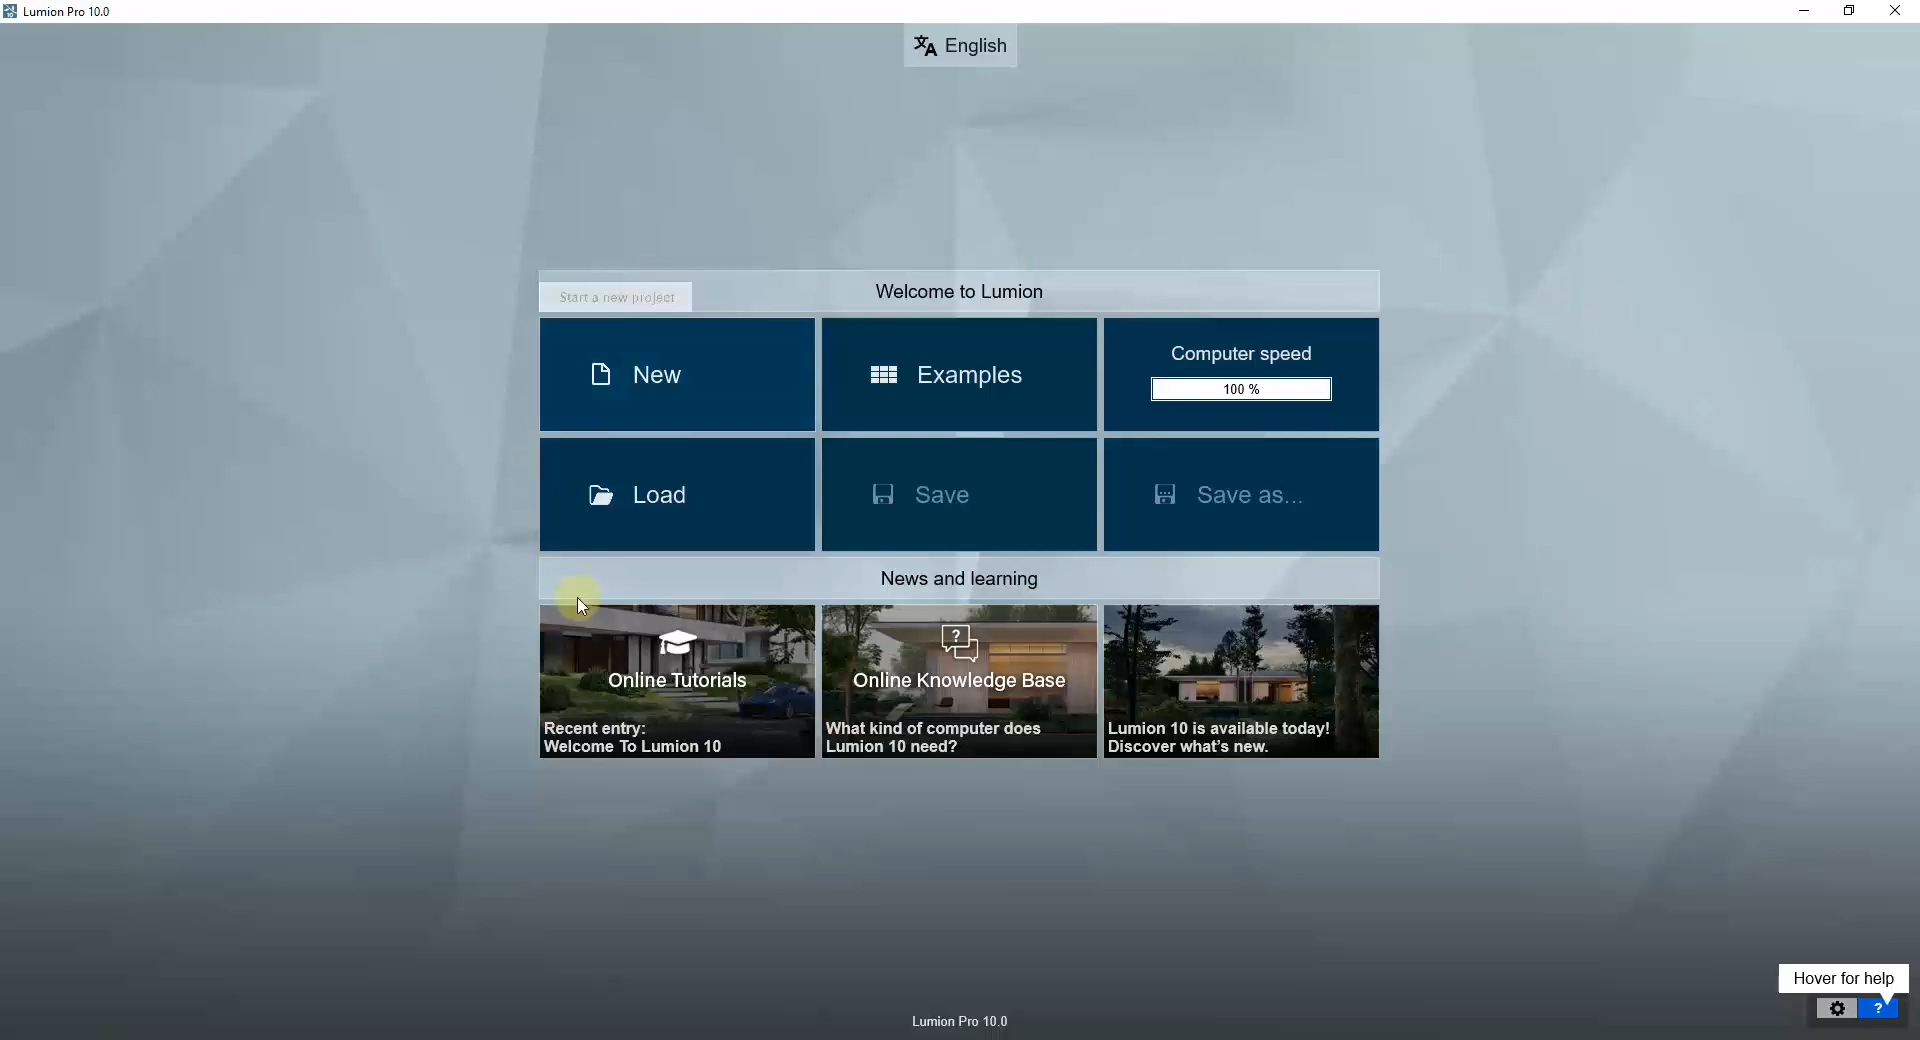 Lumion Pro 10.0
English
Welcome to Lumion
Start a new project
New
Examples
Computer speed
100 %
Load
Save
Save as...
News and learning
Online Tutorials
Recent entry:
Welcome To Lumion 10
Online Knowledge Base
What kind of computer does
Lumion 10 need?
Lumion 10 is available today!
Discover what's new.
Hover for help
?
Lumion Pro 10.0